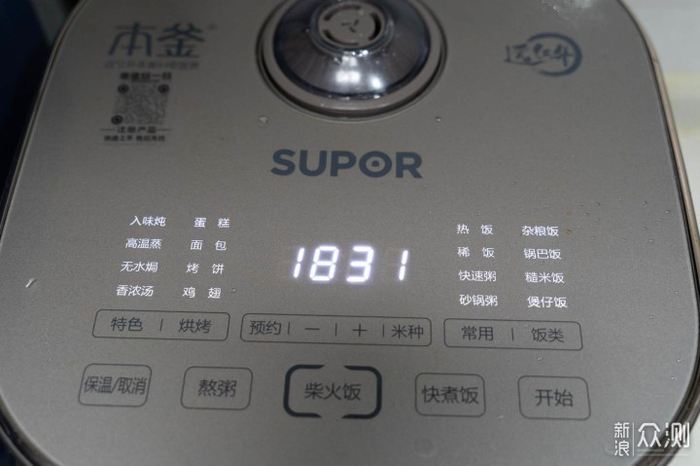 本釜
注册产品
SUPOR
1831
入味炖 蛋糕
高温蒸 面包
无水焗 烤饼
香浓汤 鸡翅
热饭 杂粮饭
稀饭 锅巴饭
快速粥 糙米饭
砂锅粥 煲仔饭
特色 | 烘烤
预约 | 一 | 十 | 米种
常用 | 饭类
保温/取消
熬粥
柴火饭
快煮饭
开始
新浪 众测